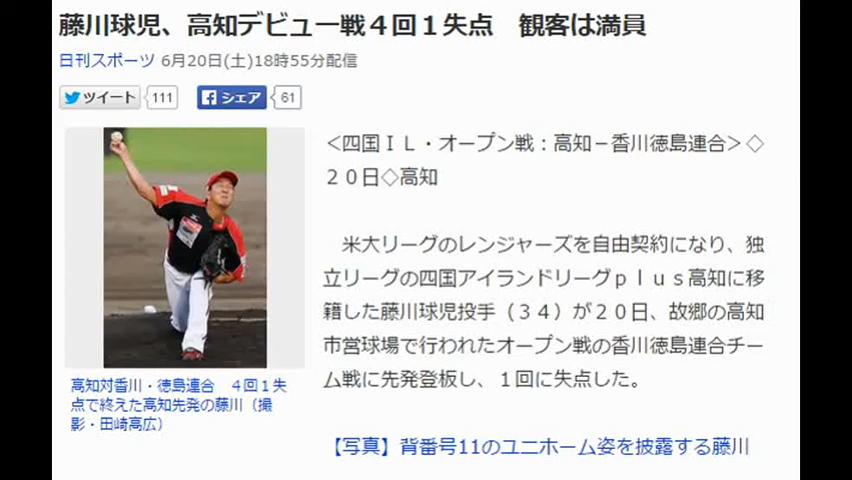 藤川球児、高知デビュー戦4回1失点　観客は満員
日刊スポーツ 6月20日(土)18時55分配信
ツイート 111 シェア 61
＜四国ＩＬ・オープン戦：高知－香川徳島連合＞◇
２０日◇高知
　米大リーグのレンジャーズを自由契約になり、独
立リーグの四国アイランドリーグｐｌｕｓ高知に移
籍した藤川球児投手（３４）が２０日、故郷の高知
市営球場で行われたオープン戦の香川徳島連合チー
ム戦に先発登板し、１回に失点した。
高知対香川・徳島連合　４回１失
点で終えた高知先発の藤川（撮
影・田崎高広）
【写真】背番号11のユニホーム姿を披露する藤川